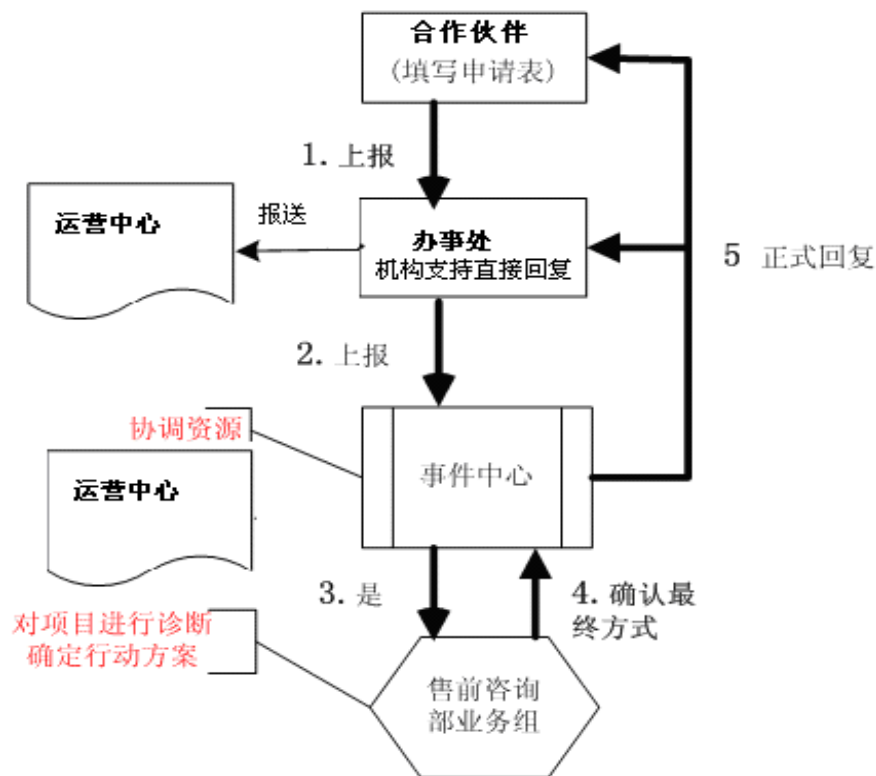 合作伙伴
(填写申请表)
1. 上报
运营中心
报送
办事处
机构支持直接回复
5 正式回复
2. 上报
协调资源
事件中心
运营中心
3. 是
4. 确认最
终方式
对项目进行诊断
确定行动方案
售前咨询
部业务组